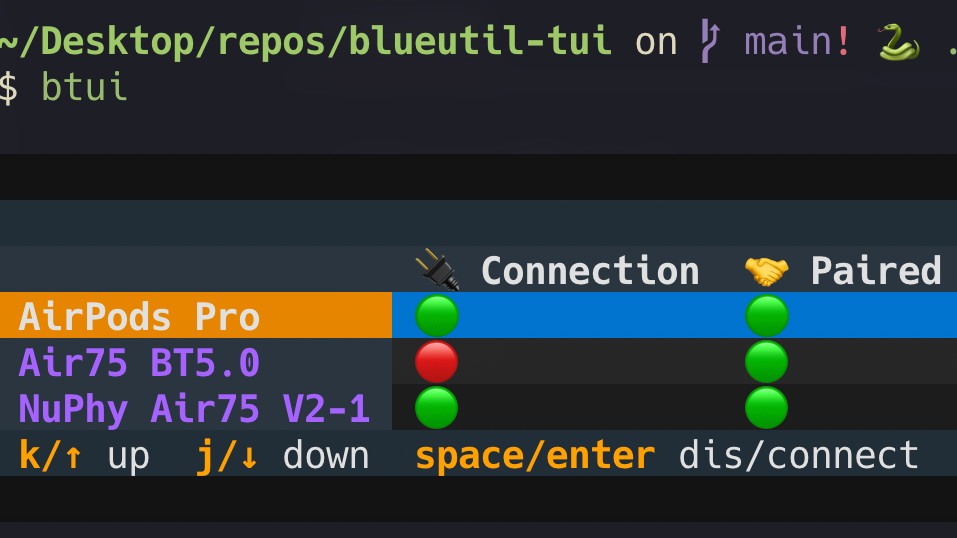 ~/Desktop/repos/blueutil-tui on main! 🐍 .
$ btui
🔌 Connection 🤝 Paired
AirPods Pro 🟢 🟢
Air75 BT5.0 🔴 🟢
NuPhy Air75 V2-1 🟢 🟢
k/↑ up j/↓ down space/enter dis/connect